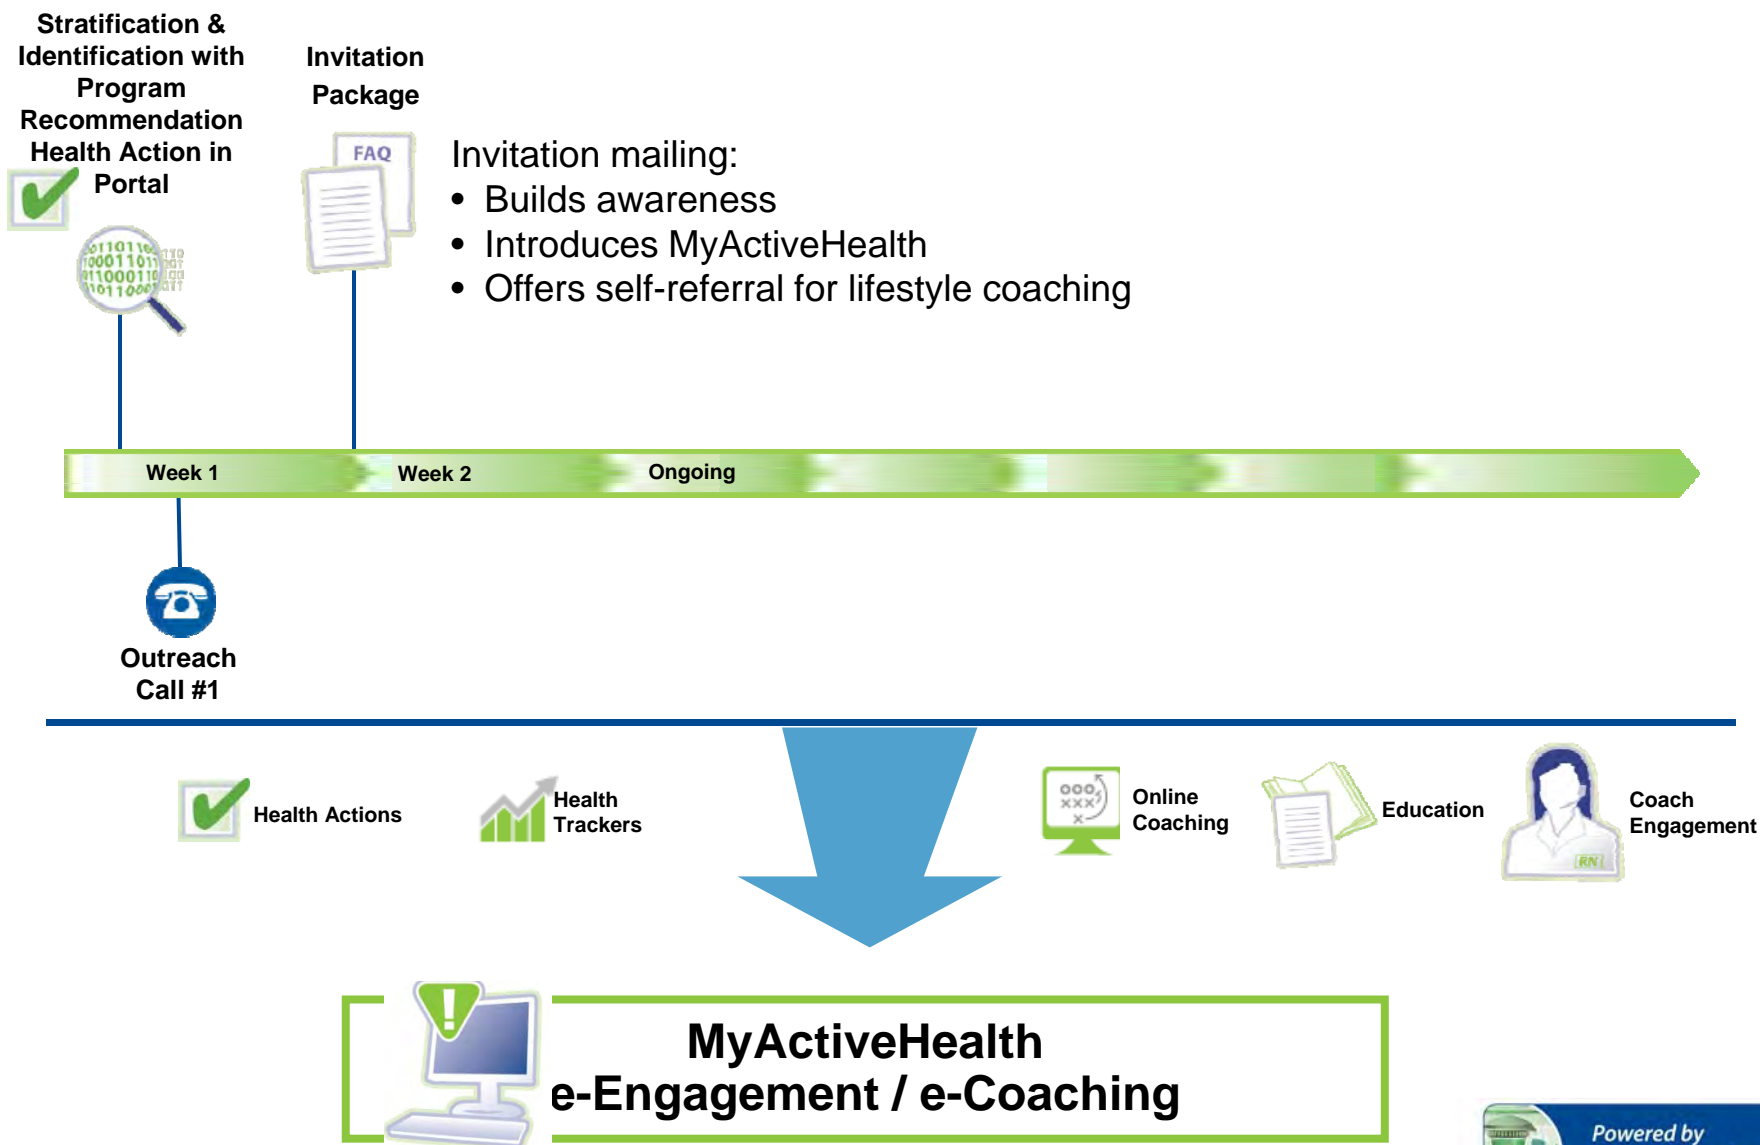 Stratification &
Identification with
Program
Recommendation
Health Action in
Portal
Invitation
Package
FAQ
Invitation mailing:
• Builds awareness
• Introduces MyActiveHealth
• Offers self-referral for lifestyle coaching
Week 1
Week 2
Ongoing
Outreach
Call #1
Health Actions
Health
Trackers
Online
Coaching
Education
RN
Coach
Engagement
MyActiveHealth
e-Engagement / e-Coaching
Powered by